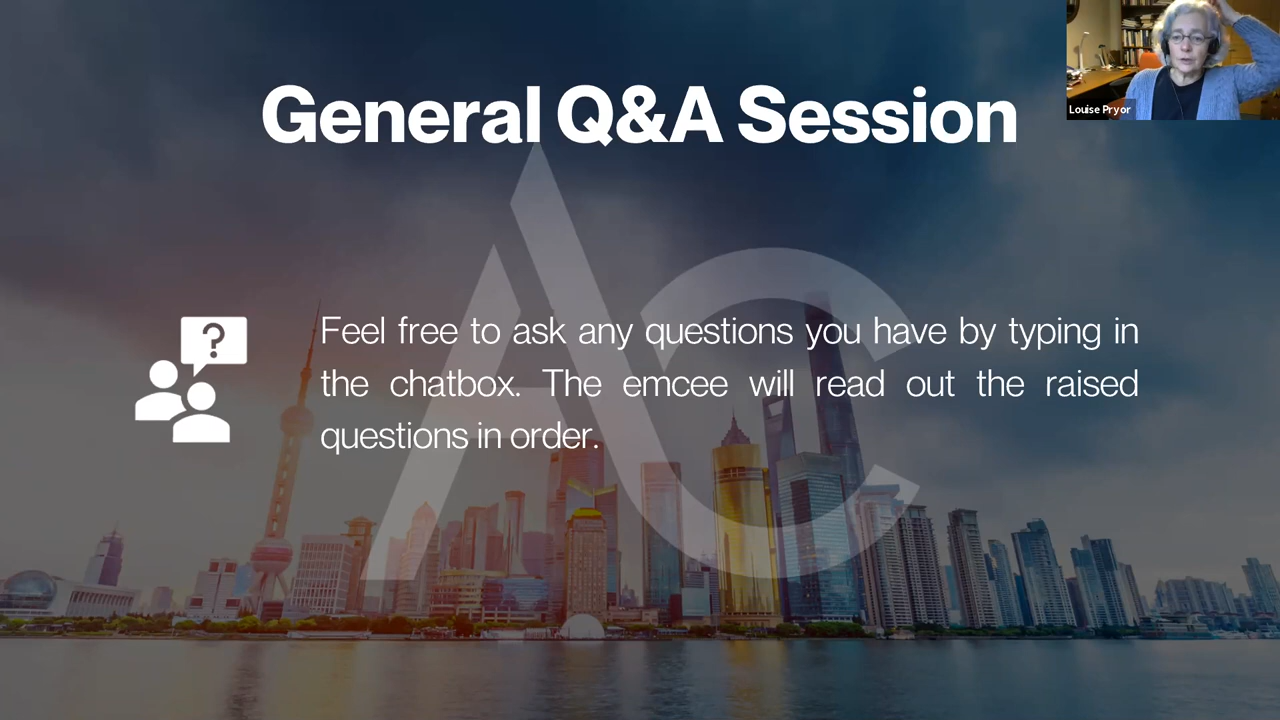 General Q&A Session
Louise Pryor
AC
?
Feel free to ask any questions you have by typing in
the chatbox. The emcee will read out the raised
questions in order.